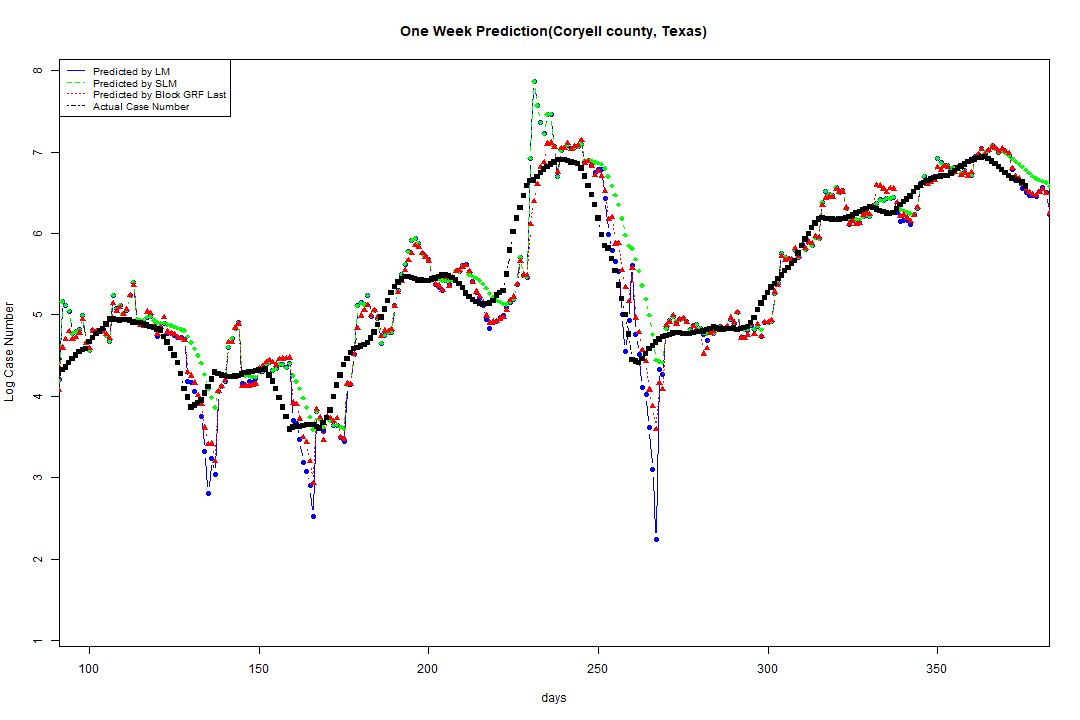 One Week Prediction(Coryell county, Texas)
8
Predicted by LM
Predicted by SLM
Predicted by Block GRF Last
Actual Case Number
7
6
5
4
3
2
1
Log Case Number
100 150 200 250 300 350
days